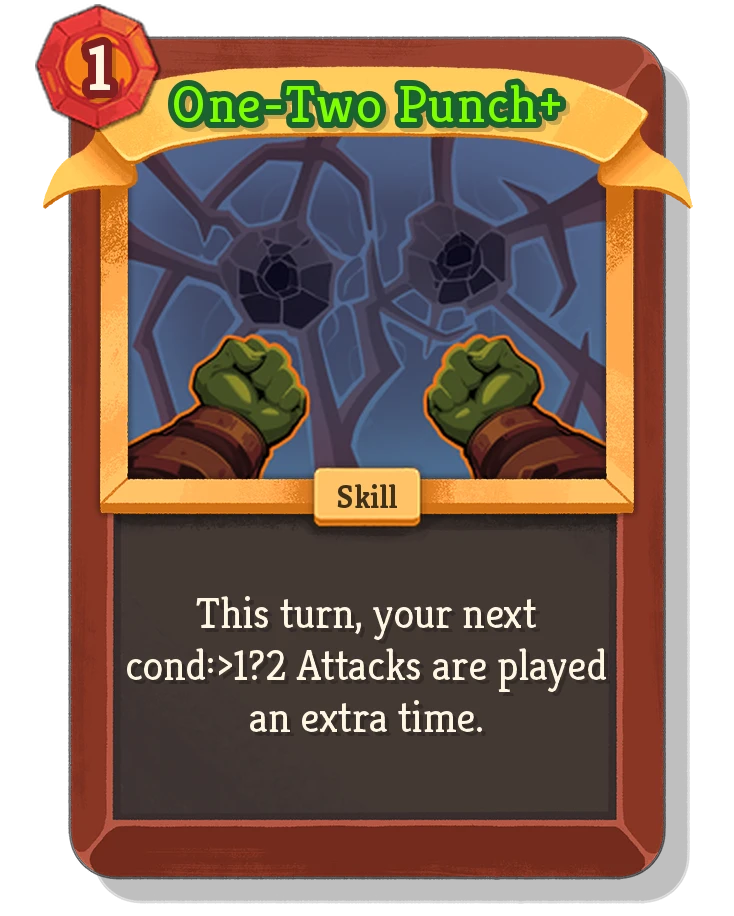 1
One-Two Punch+
Skill
This turn, your next
cond:>1?2 Attacks are played
an extra time.